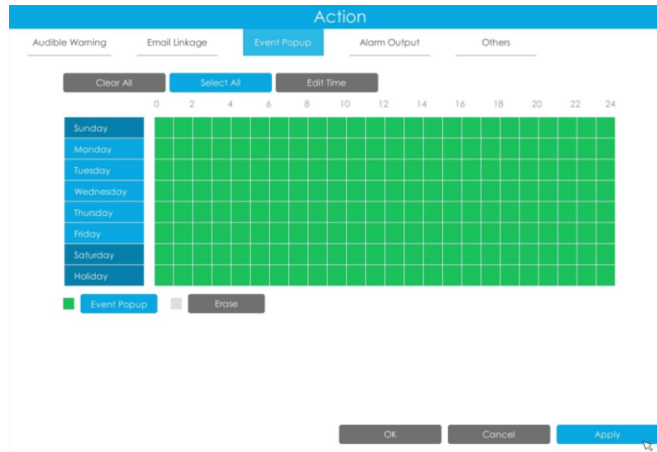 Action
Audible Warning Email Linkage Event Popup Alarm Output Others
Clear All Select All Edit Time
0 2 4 6 8 10 12 14 16 18 20 22 24
Sunday
Monday
Tuesday
Wednesday
Thursday
Friday
Saturday
Holiday
Event Popup Erase
OK Cancel Apply